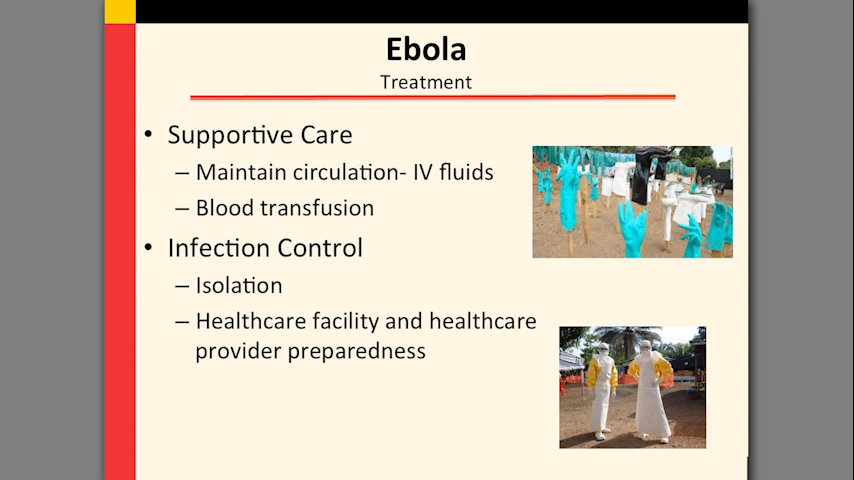 Ebola
Treatment
• Supportive Care
– Maintain circulation- IV fluids
– Blood transfusion
• Infection Control
– Isolation
– Healthcare facility and healthcare
provider preparedness